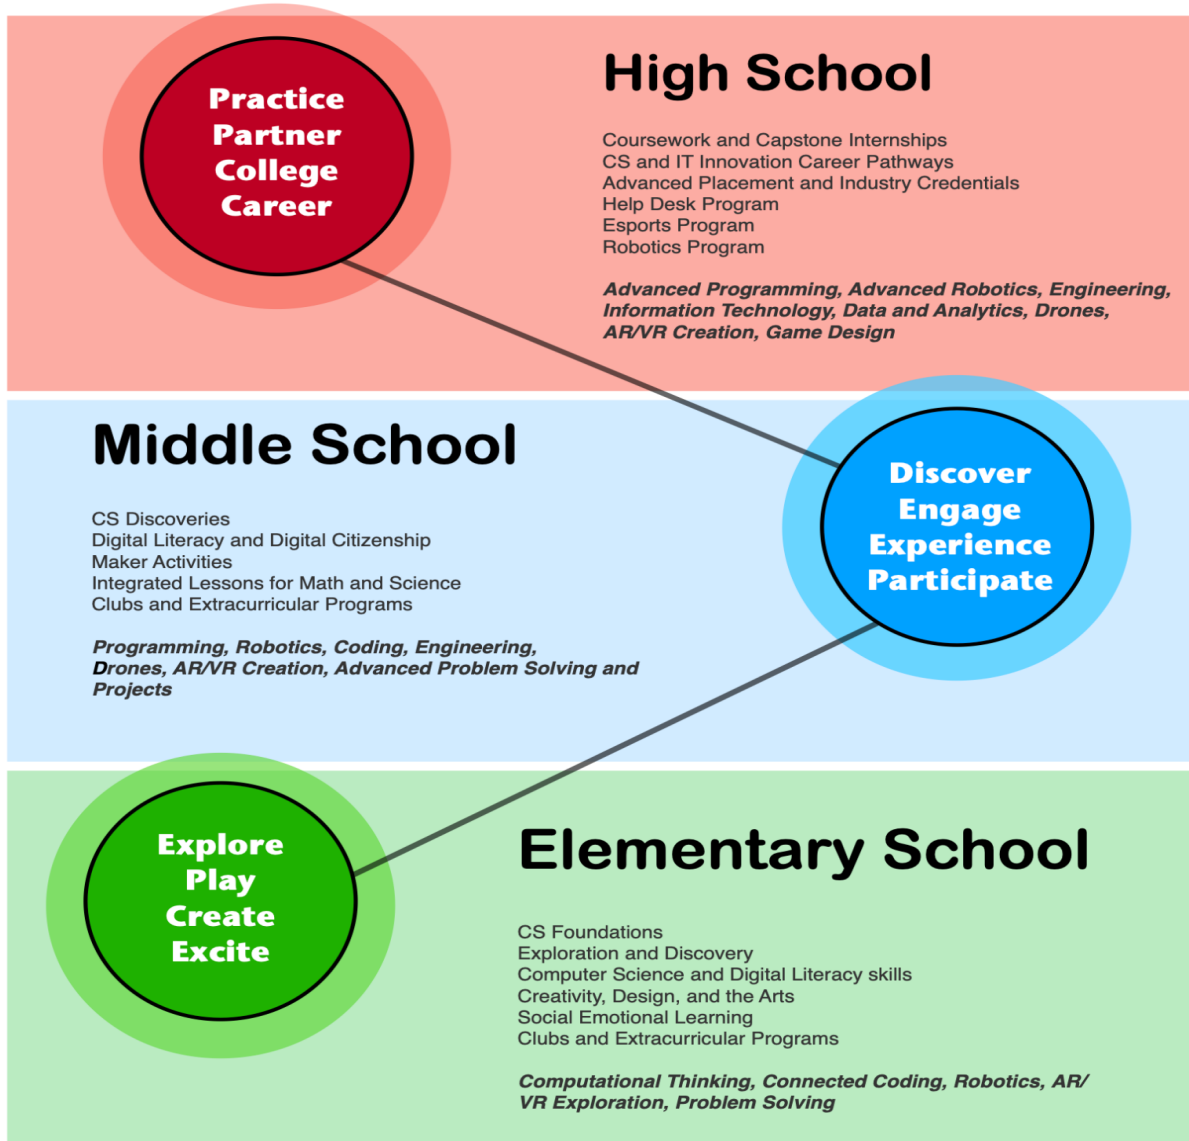 Practice
Partner
College
Career
High School
Coursework and Capstone Internships
CS and IT Innovation Career Pathways
Advanced Placement and Industry Credentials
Help Desk Program
Esports Program
Robotics Program
Advanced Programming, Advanced Robotics, Engineering,
Information Technology, Data and Analytics, Drones,
AR/VR Creation, Game Design
Middle School
CS Discoveries
Digital Literacy and Digital Citizenship
Maker Activities
Integrated Lessons for Math and Science
Clubs and Extracurricular Programs
Programming, Robotics, Coding, Engineering,
Drones, AR/VR Creation, Advanced Problem Solving and
Projects
Discover
Engage
Experience
Participate
Explore
Play
Create
Excite
Elementary School
CS Foundations
Exploration and Discovery
Computer Science and Digital Literacy skills
Creativity, Design, and the Arts
Social Emotional Learning
Clubs and Extracurricular Programs
Computational Thinking, Connected Coding, Robotics, AR/
VR Exploration, Problem Solving